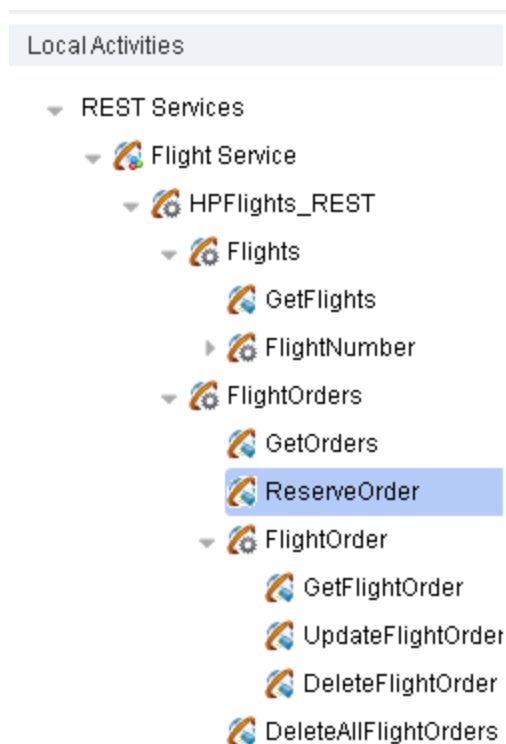 Local Activities
REST Services
Flight Service
HPFlights_REST
Flights
GetFlights
FlightNumber
FlightOrders
GetOrders
ReserveOrder
FlightOrder
GetFlightOrder
UpdateFlightOrder
DeleteFlightOrder
DeleteAllFlightOrders